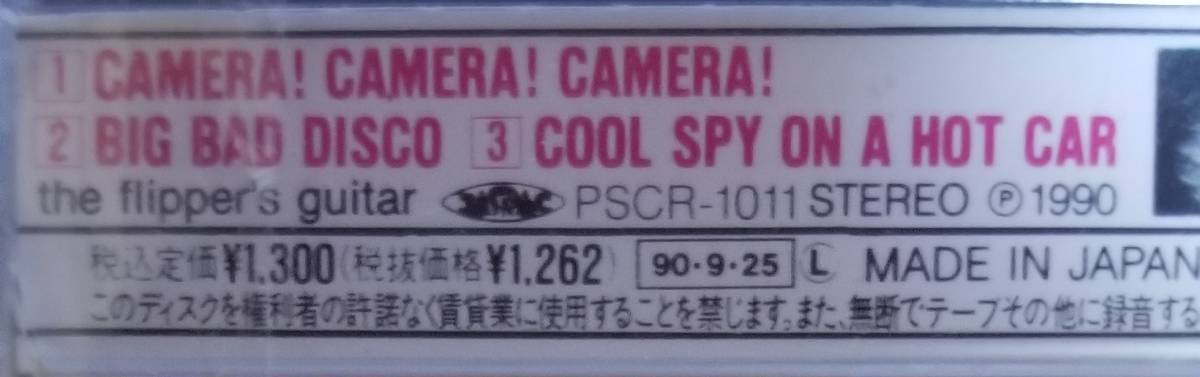 1 CAMERA! CAMERA! CAMERA!
2 BIG BAD DISCO 3 COOL SPY ON A HOT CAR
the flipper's guitar PSCR-1011 STEREO Ⓟ1990
税込定価¥1,300(税抜価格¥1,262) 90・9・25 Ⓛ MADE IN JAPAN
このディスクを権利者の許諾なく賃貸業に使用することを禁じます。また、無断でテープその他に録音する